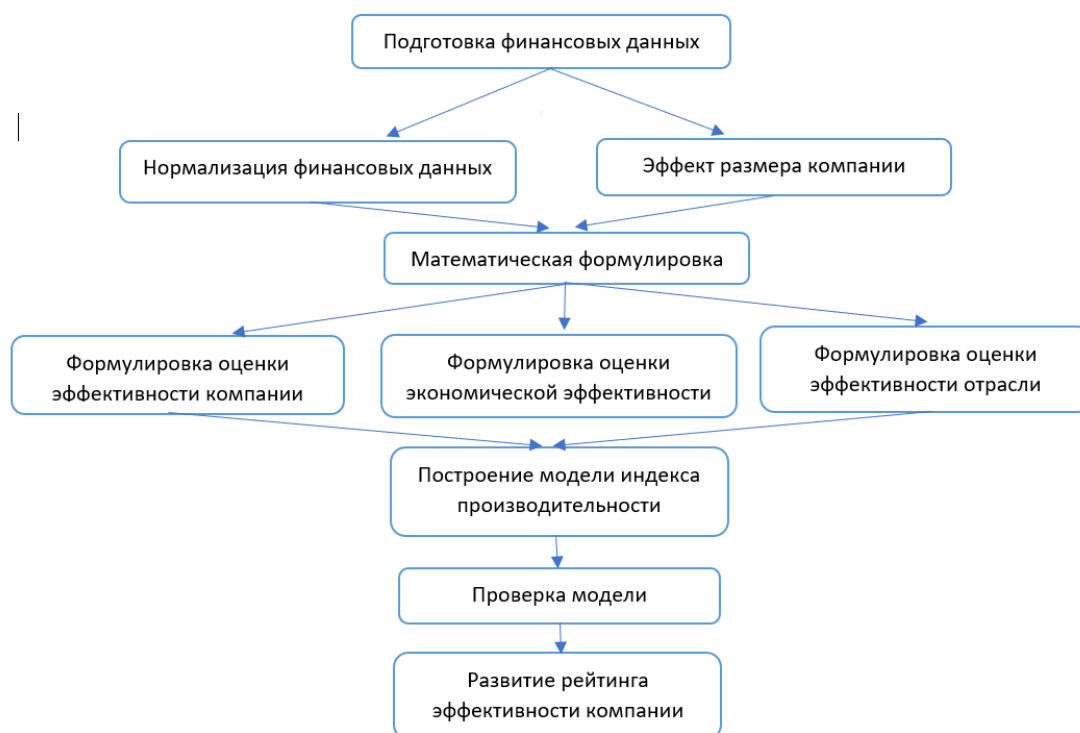 Подготовка финансовых данных
Нормализация финансовых данных
Эффект размера компании
Математическая формулировка
Формулировка оценки
эффективности компании
Формулировка оценки
экономической эффективности
Формулировка оценки
эффективности отрасли
Построение модели индекса
производительности
Проверка модели
Развитие рейтинга
эффективности компании